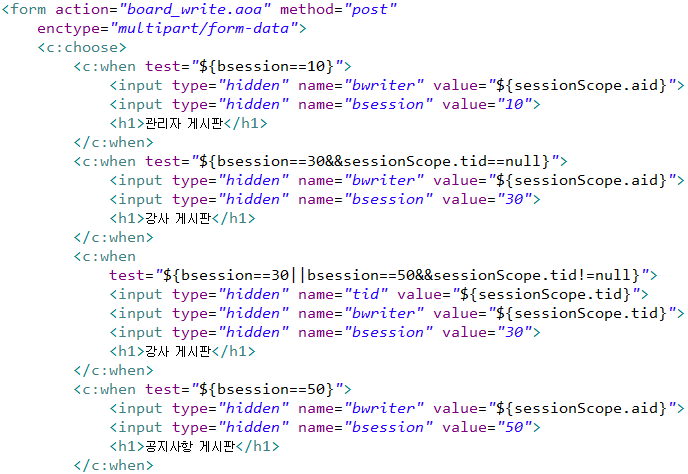 <form action="board_write.aoa" method="post"
enctype="multipart/form-data">
<c:choose>
<c:when test="${bsession==10}">
<input type="hidden" name="bwriter" value="${sessionScope.aid}">
<input type="hidden" name="bsession" value="10">
<h1>관리자 게시판</h1>
</c:when>
<c:when test="${bsession==30&&sessionScope.tid==null}">
<input type="hidden" name="bwriter" value="${sessionScope.aid}">
<input type="hidden" name="bsession" value="30">
<h1>강사 게시판</h1>
</c:when>
<c:when
test="${bsession==30||bsession==50&&sessionScope.tid!=null}">
<input type="hidden" name="tid" value="${sessionScope.tid}">
<input type="hidden" name="bwriter" value="${sessionScope.tid}">
<input type="hidden" name="bsession" value="30">
<h1>강사 게시판</h1>
</c:when>
<c:when test="${bsession==50}">
<input type="hidden" name="bwriter" value="${sessionScope.aid}">
<input type="hidden" name="bsession" value="50">
<h1>공지사항 게시판</h1>
</c:when>